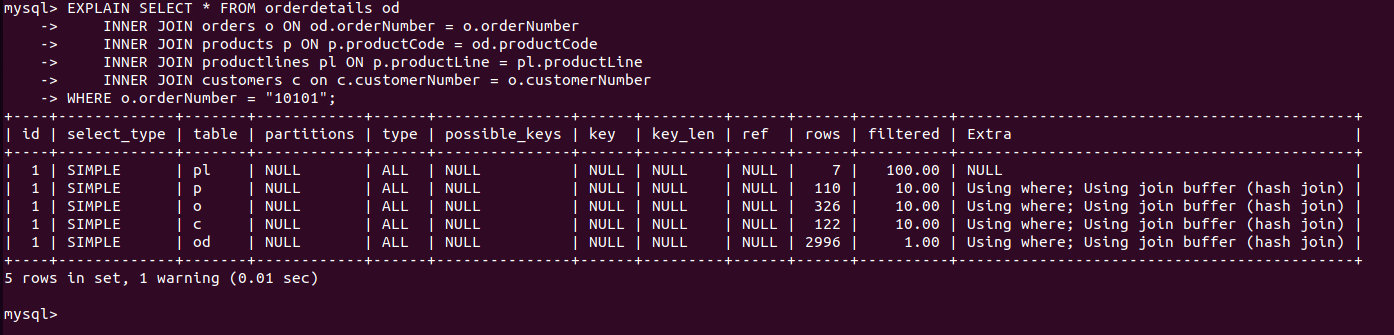 mysql> EXPLAIN SELECT * FROM orderdetails od
    ->     INNER JOIN orders o ON od.orderNumber = o.orderNumber
    ->     INNER JOIN products p ON p.productCode = od.productCode
    ->     INNER JOIN productlines pl ON p.productLine = pl.productLine
    ->     INNER JOIN customers c on c.customerNumber = o.customerNumber
    -> WHERE o.orderNumber = "10101";
+----+-------------+-------+------------+------+---------------+------+---------+------+------+----------+--------------------------------------------+
| id | select_type | table | partitions | type | possible_keys | key  | key_len | ref  | rows | filtered | Extra                                      |
+----+-------------+-------+------------+------+---------------+------+---------+------+------+----------+--------------------------------------------+
|  1 | SIMPLE      | pl    | NULL       | ALL  | NULL          | NULL | NULL    | NULL |    7 |   100.00 | NULL                                       |
|  1 | SIMPLE      | p     | NULL       | ALL  | NULL          | NULL | NULL    | NULL |  110 |    10.00 | Using where; Using join buffer (hash join) |
|  1 | SIMPLE      | o     | NULL       | ALL  | NULL          | NULL | NULL    | NULL |  326 |    10.00 | Using where; Using join buffer (hash join) |
|  1 | SIMPLE      | c     | NULL       | ALL  | NULL          | NULL | NULL    | NULL |  122 |    10.00 | Using where; Using join buffer (hash join) |
|  1 | SIMPLE      | od    | NULL       | ALL  | NULL          | NULL | NULL    | NULL | 2996 |     1.00 | Using where; Using join buffer (hash join) |
+----+-------------+-------+------------+------+---------------+------+---------+------+------+----------+--------------------------------------------+
5 rows in set, 1 warning (0.01 sec)

mysql>